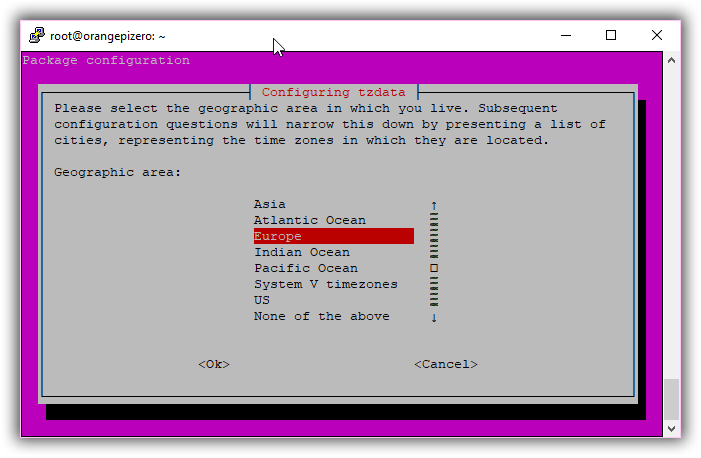 root@orangepizero: ~
Package configuration
Configuring tzdata
Please select the geographic area in which you live. Subsequent
configuration questions will narrow this down by presenting a list of
cities, representing the time zones in which they are located.
Geographic area:
Asia
Atlantic Ocean
Europe
Indian Ocean
Pacific Ocean
System V timezones
US
None of the above
<Ok> <Cancel>